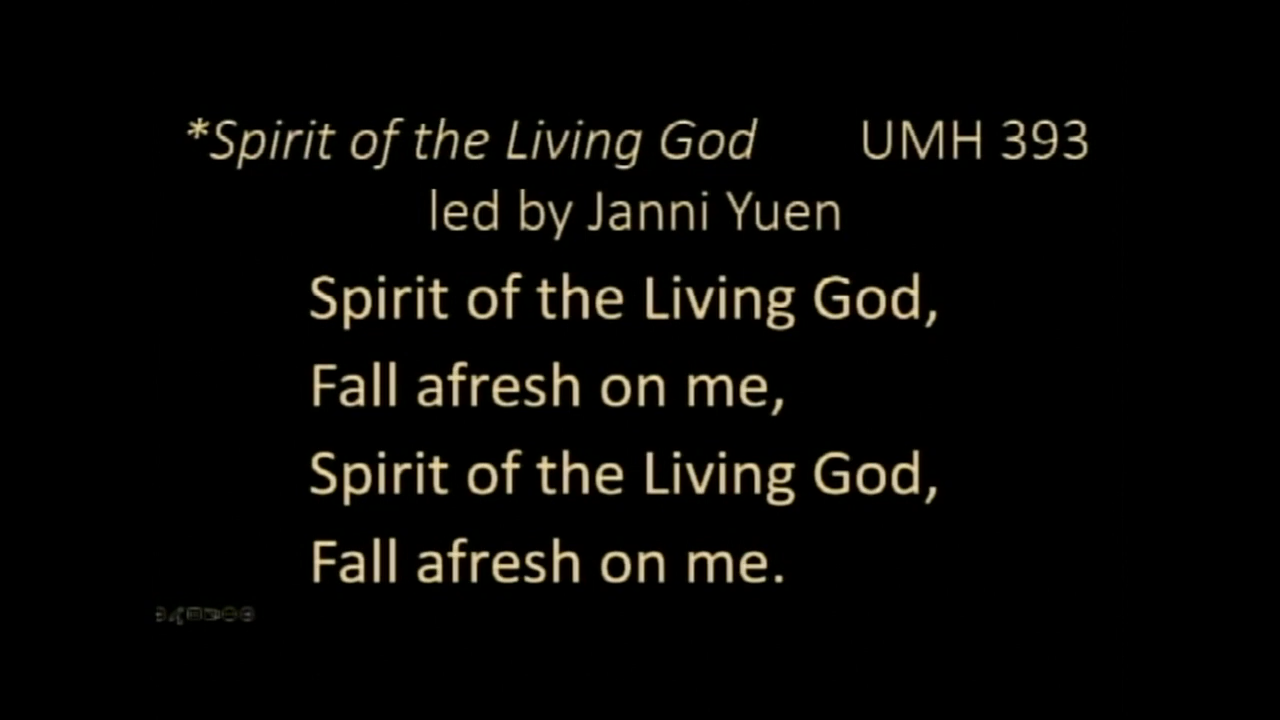 *Spirit of the Living God UMH 393
led by Janni Yuen
Spirit of the Living God,
Fall afresh on me,
Spirit of the Living God,
Fall afresh on me.